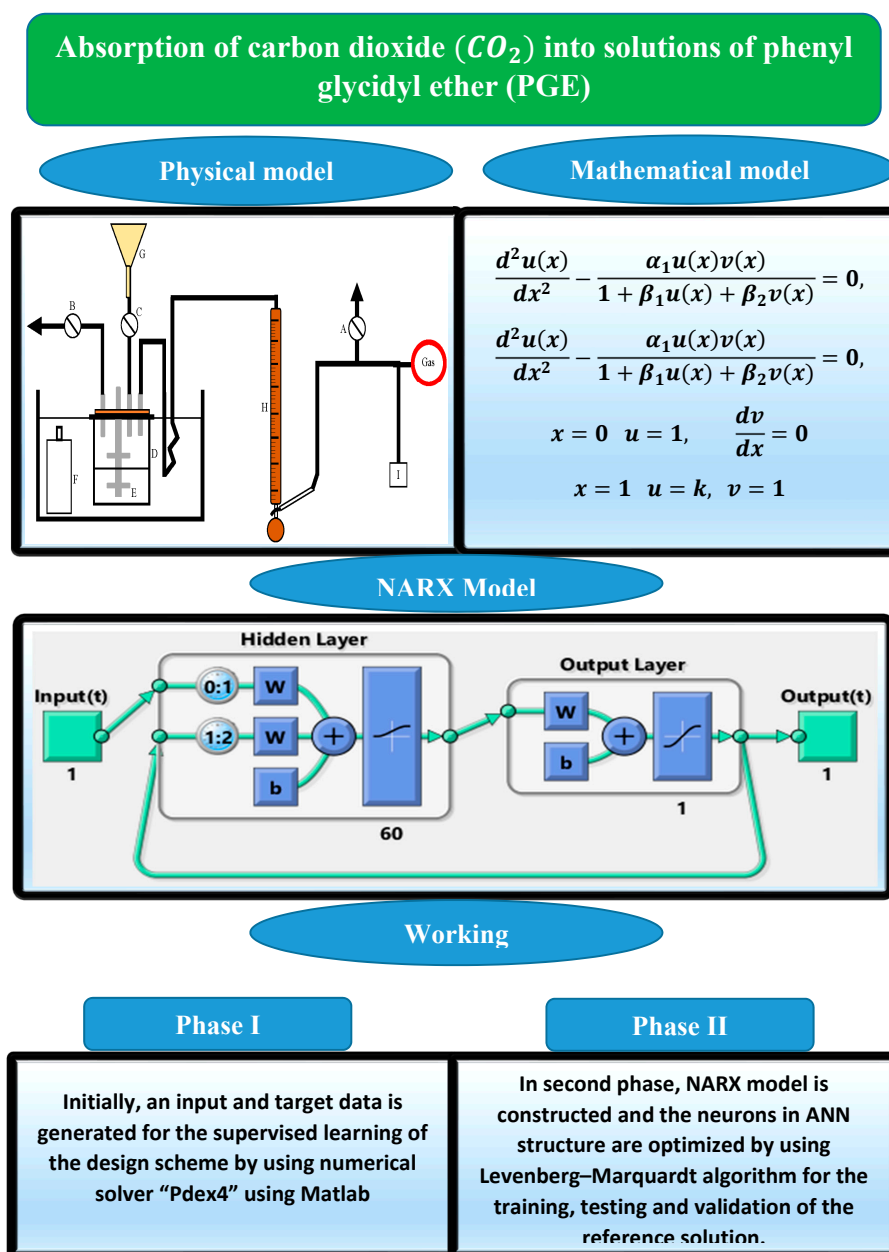 Absorption of carbon dioxide (CO₂) into solutions of phenyl
glycidyl ether (PGE)
Physical model
Mathematical model
G
B
C
A
Gas
H
D
F
E
I
d²u(x)/dx² − α₁u(x)v(x)/(1 + β₁u(x) + β₂v(x)) = 0,
d²u(x)/dx² − α₁u(x)v(x)/(1 + β₁u(x) + β₂v(x)) = 0,
x = 0 u = 1, dv/dx = 0
x = 1 u = k, v = 1
NARX Model
Hidden Layer
Output Layer
Input(t)
Output(t)
0:1
W
1:2
W
b
W
b
1
60
1
1
Working
Phase I
Phase II
Initially, an input and target data is
generated for the supervised learning of
the design scheme by using numerical
solver “Pdex4” using Matlab
In second phase, NARX model is
constructed and the neurons in ANN
structure are optimized by using
Levenberg–Marquardt algorithm for the
training, testing and validation of the
reference solution.